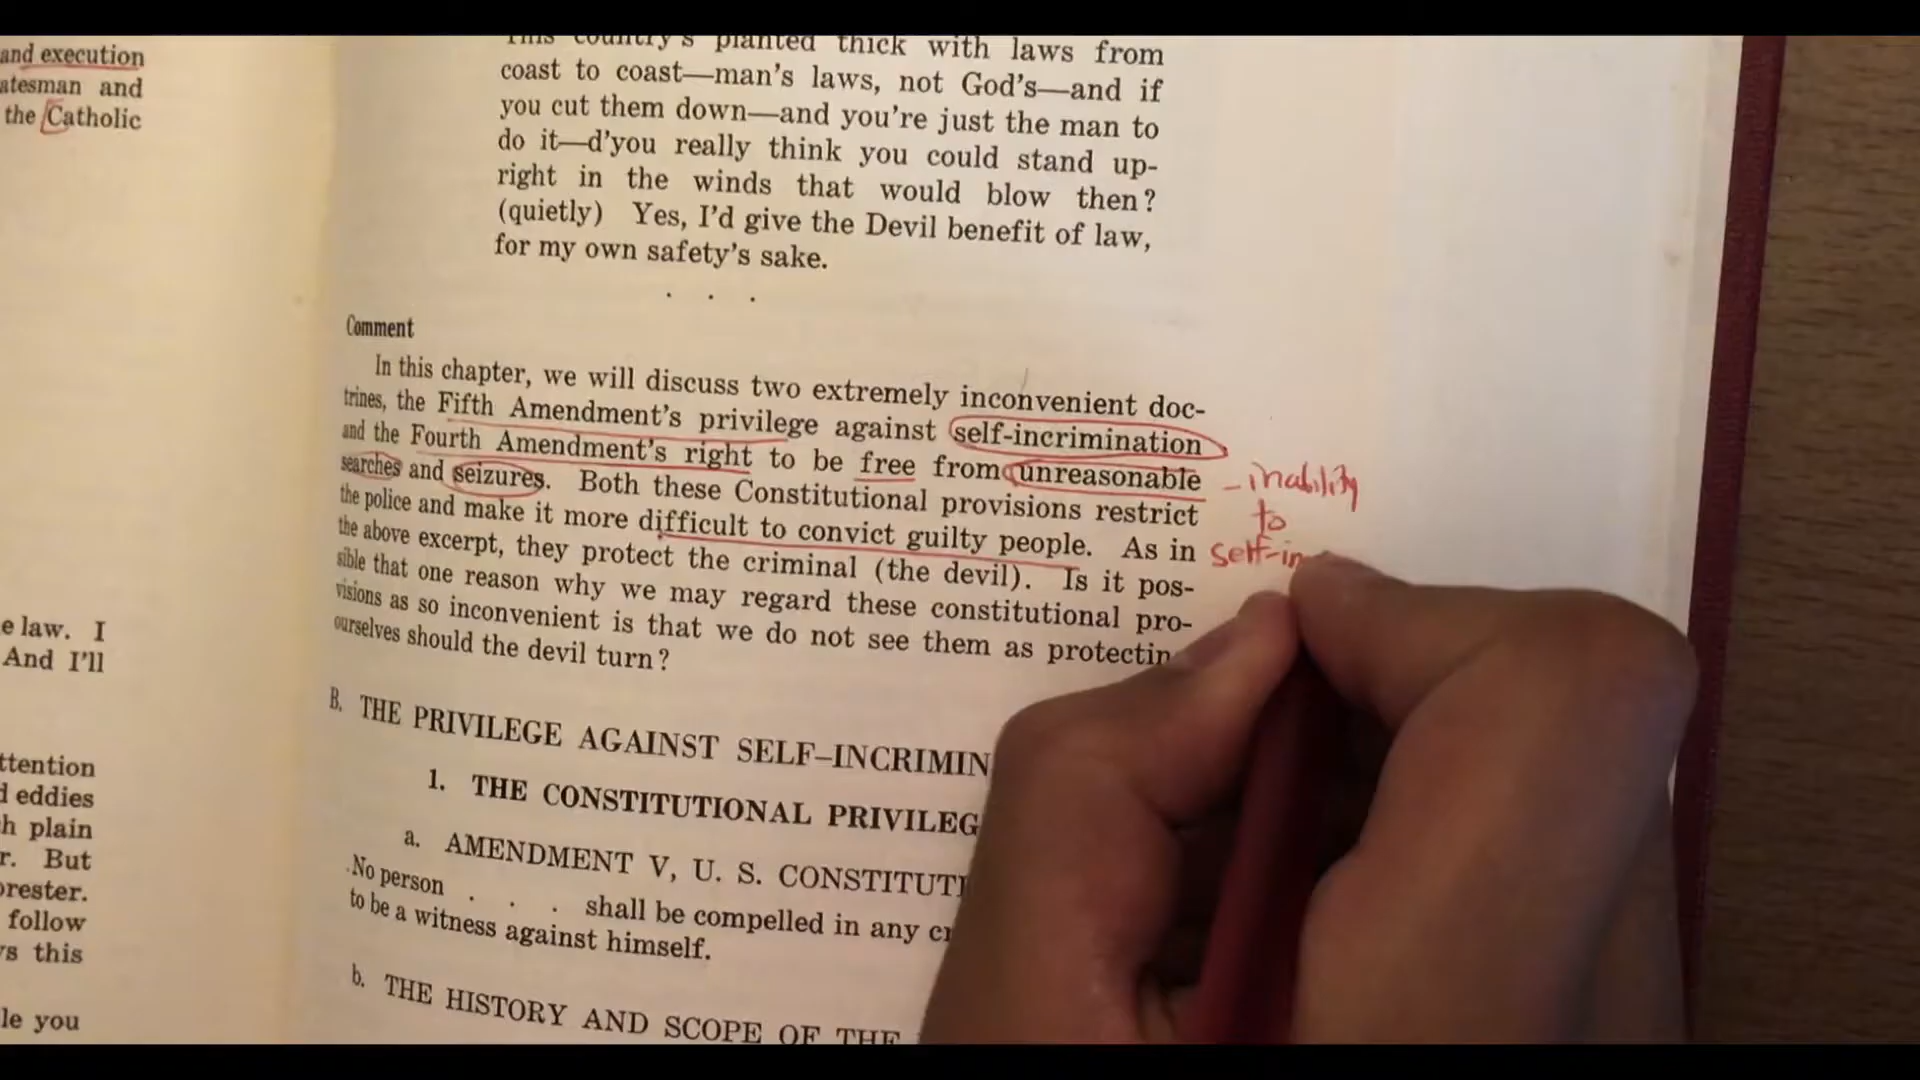 and execution
atesman and
the Catholic
e law. I
And I'll
ttention
d eddies
h plain
r. But
orester.
follow
ys this
le you
This country's planted thick with laws from
coast to coast—man's laws, not God's—and if
you cut them down—and you're just the man to
do it—d'you really think you could stand up-
right in the winds that would blow then?
(quietly) Yes, I'd give the Devil benefit of law,
for my own safety's sake.
. . .
Comment
In this chapter, we will discuss two extremely inconvenient doc-
trines, the Fifth Amendment's privilege against self-incrimination
and the Fourth Amendment's right to be free from unreasonable
searches and seizures. Both these Constitutional provisions restrict
the police and make it more difficult to convict guilty people. As in
the above excerpt, they protect the criminal (the devil). Is it pos-
sible that one reason why we may regard these constitutional pro-
visions as so inconvenient is that we do not see them as protectin
ourselves should the devil turn?
- inability
to
self-in
B. THE PRIVILEGE AGAINST SELF-INCRIMIN
1. THE CONSTITUTIONAL PRIVILEG
a. AMENDMENT V, U. S. CONSTITUTI
No person . . . shall be compelled in any cr
to be a witness against himself.
b. THE HISTORY AND SCOPE OF THE